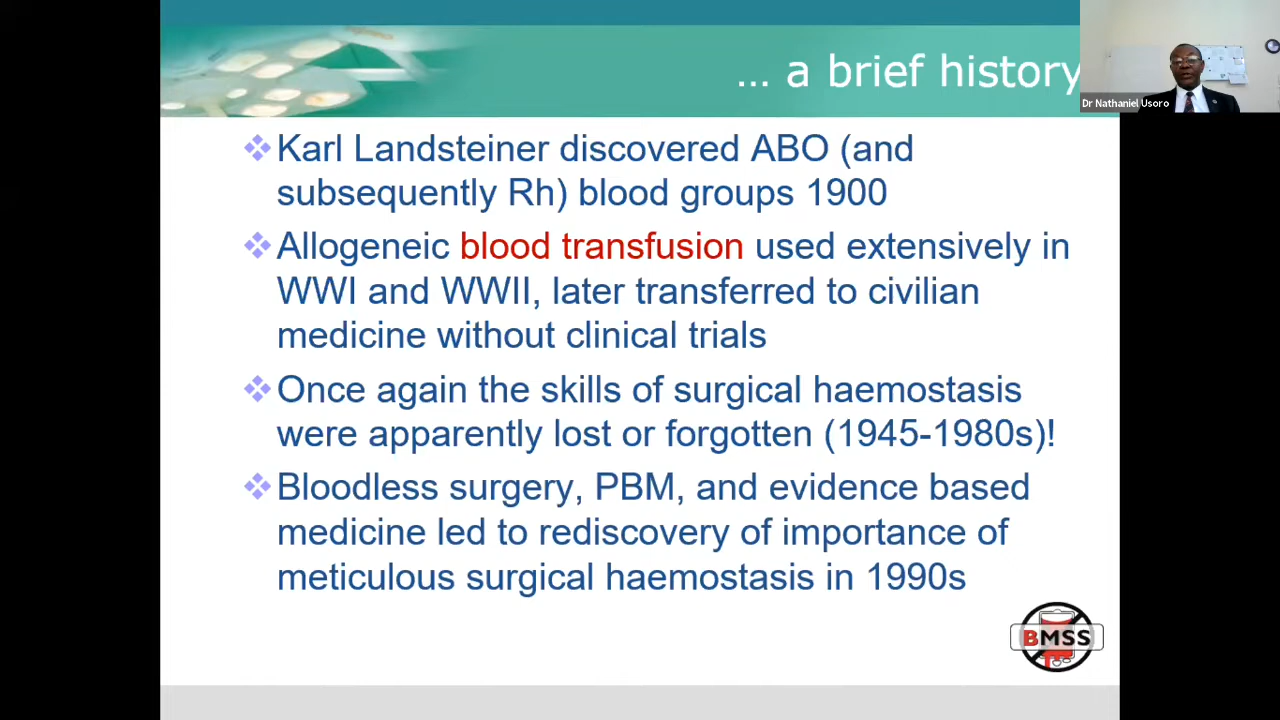 ... a brief history
Dr Nathaniel Usoro
Karl Landsteiner discovered ABO (and
subsequently Rh) blood groups 1900
Allogeneic blood transfusion used extensively in
WWI and WWII, later transferred to civilian
medicine without clinical trials
Once again the skills of surgical haemostasis
were apparently lost or forgotten (1945-1980s)!
Bloodless surgery, PBM, and evidence based
medicine led to rediscovery of importance of
meticulous surgical haemostasis in 1990s
BMSS